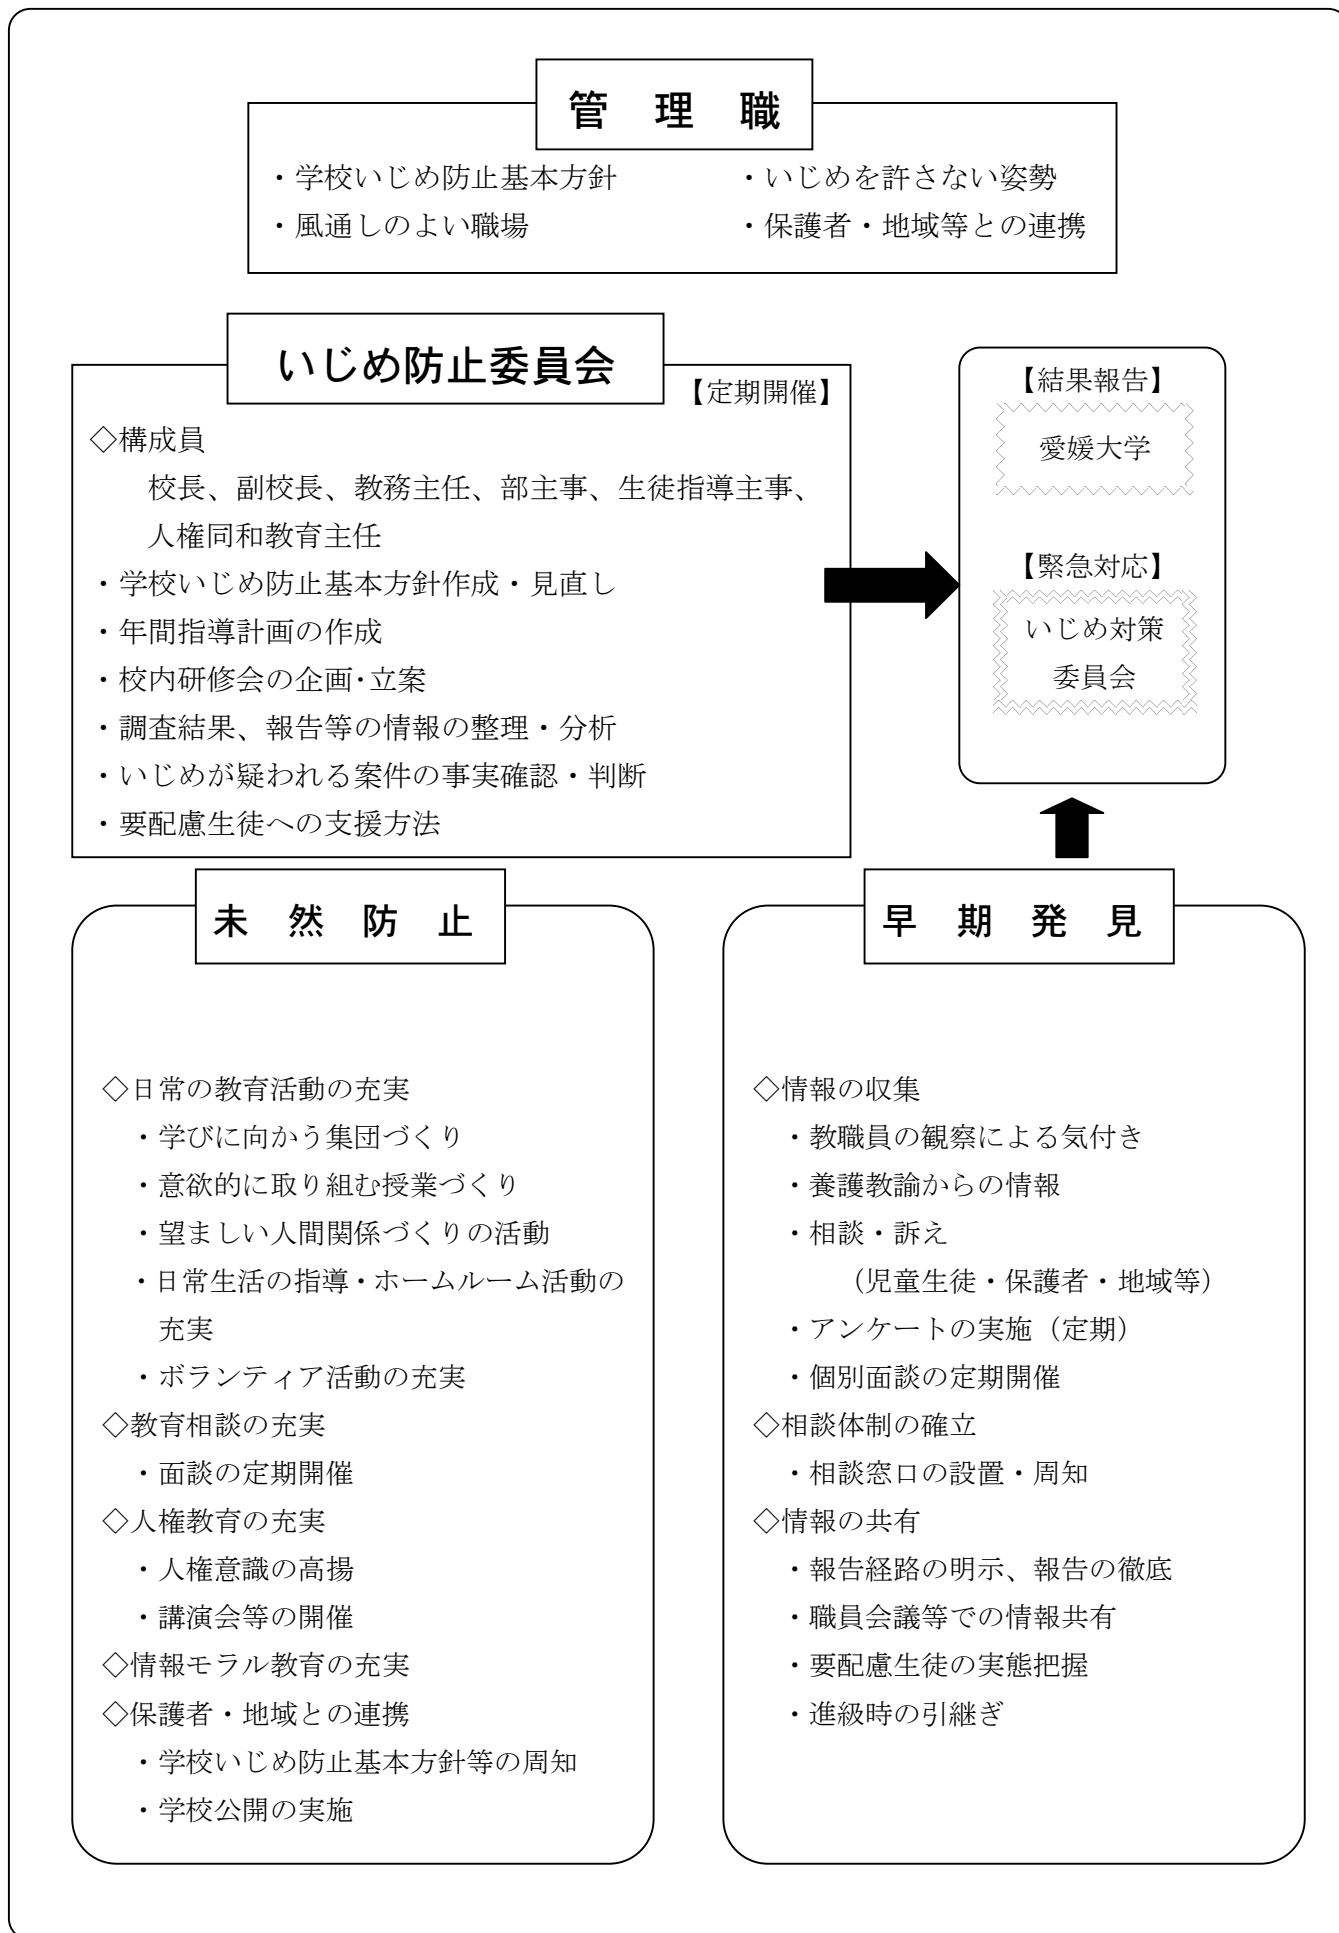 管　理　職
・学校いじめ防止基本方針　・いじめを許さない姿勢
・風通しのよい職場　・保護者・地域等との連携
いじめ防止委員会
【定期開催】
◇構成員
校長、副校長、教務主任、部主事、生徒指導主事、
人権同和教育主任
・学校いじめ防止基本方針作成・見直し
・年間指導計画の作成
・校内研修会の企画・立案
・調査結果、報告等の情報の整理・分析
・いじめが疑われる案件の事実確認・判断
・要配慮生徒への支援方法
【結果報告】
愛媛大学
【緊急対応】
いじめ対策
委員会
未　然　防　止
◇日常の教育活動の充実
・学びに向かう集団づくり
・意欲的に取り組む授業づくり
・望ましい人間関係づくりの活動
・日常生活の指導・ホームルーム活動の
充実
・ボランティア活動の充実
◇教育相談の充実
・面談の定期開催
◇人権教育の充実
・人権意識の高揚
・講演会等の開催
◇情報モラル教育の充実
◇保護者・地域との連携
・学校いじめ防止基本方針等の周知
・学校公開の実施
早　期　発　見
◇情報の収集
・教職員の観察による気付き
・養護教諭からの情報
・相談・訴え
（児童生徒・保護者・地域等）
・アンケートの実施（定期）
・個別面談の定期開催
◇相談体制の確立
・相談窓口の設置・周知
◇情報の共有
・報告経路の明示、報告の徹底
・職員会議等での情報共有
・要配慮生徒の実態把握
・進級時の引継ぎ